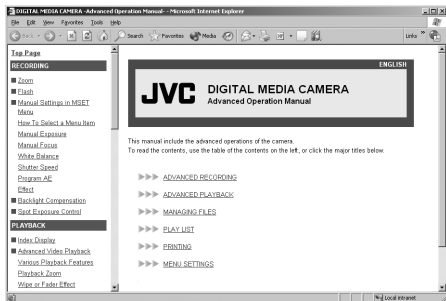 DIGITAL MEDIA CAMERA -Advanced Operation Manual- - Microsoft Internet Explorer
File Edit View Favorites Tools Help
Back Search Favorites Media Links »
Top Page
RECORDING
Zoom
Flash
Manual Settings in MSET
Menu
How To Select a Menu Item
Manual Exposure
Manual Focus
White Balance
Shutter Speed
Program AE
Effect
Backlight Compensation
Spot Exposure Control
PLAYBACK
Index Display
Advanced Video Playback
Various Playback Features
Playback Zoom
Wipe or Fader Effect
ENGLISH
JVC DIGITAL MEDIA CAMERA
Advanced Operation Manual
This manual include the advanced operations of the camera.
To read the contents, use the table of the contents on the left, or click the major titles below.
ADVANCED RECORDING
ADVANCED PLAYBACK
MANAGING FILES
PLAY LIST
PRINTING
MENU SETTINGS
Local intranet